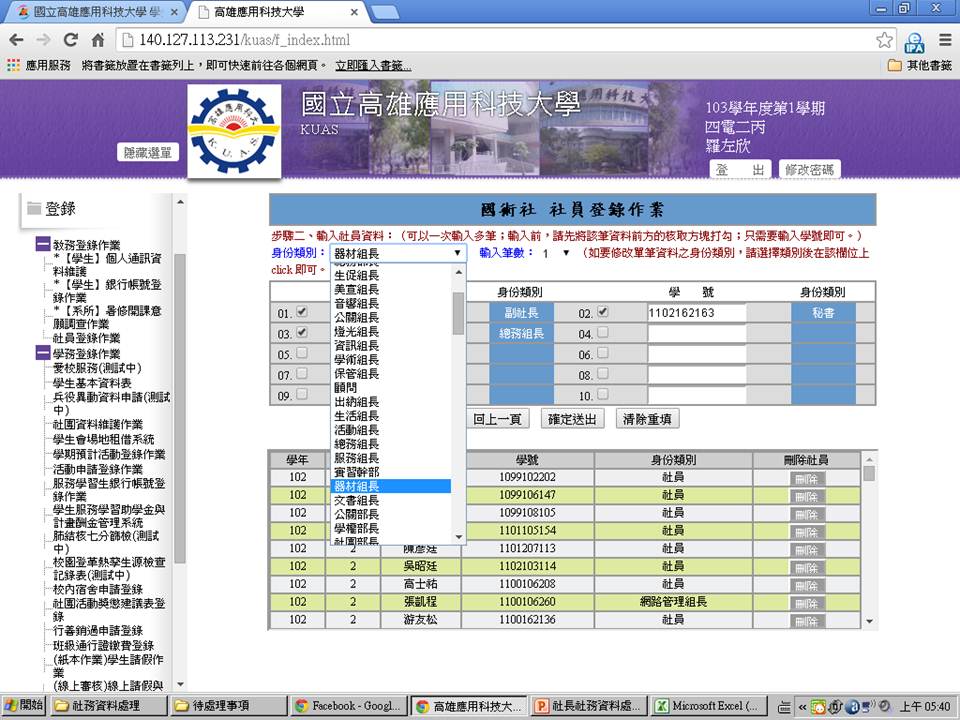 國立高雄應用科技大學 學
高雄應用科技大學
140.127.113.231/kuas/f_index.html
應用服務 將書籤放置在書籤列上，即可快速前往各個網頁。 立即匯入書籤...
其他書籤
國立高雄應用科技大學
KUAS
隱藏選單
103學年度第1學期
四電二丙
羅左欣
登 出 修改密碼
登錄
教務登錄作業
*【學生】個人通訊資
料維護
*【學生】銀行帳號登
錄作業
*【系所】暑修開課意
願調查作業
社員登錄作業
學務登錄作業
愛校服務(測試中)
學生基本資料表
兵役異動資料申請(測試
中)
社團資料維護作業
學生會場地租借系統
學期預計活動登錄作業
活動申請登錄作業
服務學習生銀行帳號登
錄作業
學生服務學習助學金與
計畫酬金管理系統
肺結核七分篩檢(測試
中)
校園登革熱孳生源檢查
記錄表(測試中)
校內宿舍申請登錄
社團活動獎懲建議表登
錄
行善銷過申請登錄
班級通行證繳費登錄
(紙本作業)學生請假作
業
(線上審核)線上請假與
國術社 社員登錄作業
步驟二、輸入社員資料：（可以一次輸入多筆；輸入前，請先將該筆資料前方的核取方塊打勾；只需要輸入學號即可。）
身份類別： 器材組長 輸入筆數： 1 （如要修改單筆資料之身份類別，請選擇類別後在該欄位上
click 即可。
總務部長
生促組長
美宣組長
音響組長
公關組長
燈光組長
資訊組長
學術組長
保管組長
顧問
出納組長
生活組長
活動組長
總務組長
服務組長
實習幹部
器材組長
文書組長
公關部長
學權部長
社團部長
身份類別 學 號 身份類別
01. 副社長 02. 1102162163 秘書
03. 總務組長 04.
05. 06.
07. 08.
09. 10.
回上一頁 確定送出 清除重填
學年 學號 身份類別 刪除社員
102 1099102202 社員 刪除
102 1099106147 社員 刪除
102 1099108105 社員 刪除
102 1101105154 社員 刪除
102 2 陳彥廷 1101207113 社員 刪除
102 2 吳昭廷 1102103114 社員 刪除
102 2 高士祐 1100106208 社員 刪除
102 2 張凱程 1100106260 網路管理組長 刪除
102 2 游友松 1100162136 社員 刪除
開始 社務資料處理 待處理事項 Facebook - Googl... 高雄應用科技大... 社長社務資料處... Microsoft Excel (... 上午 05:40